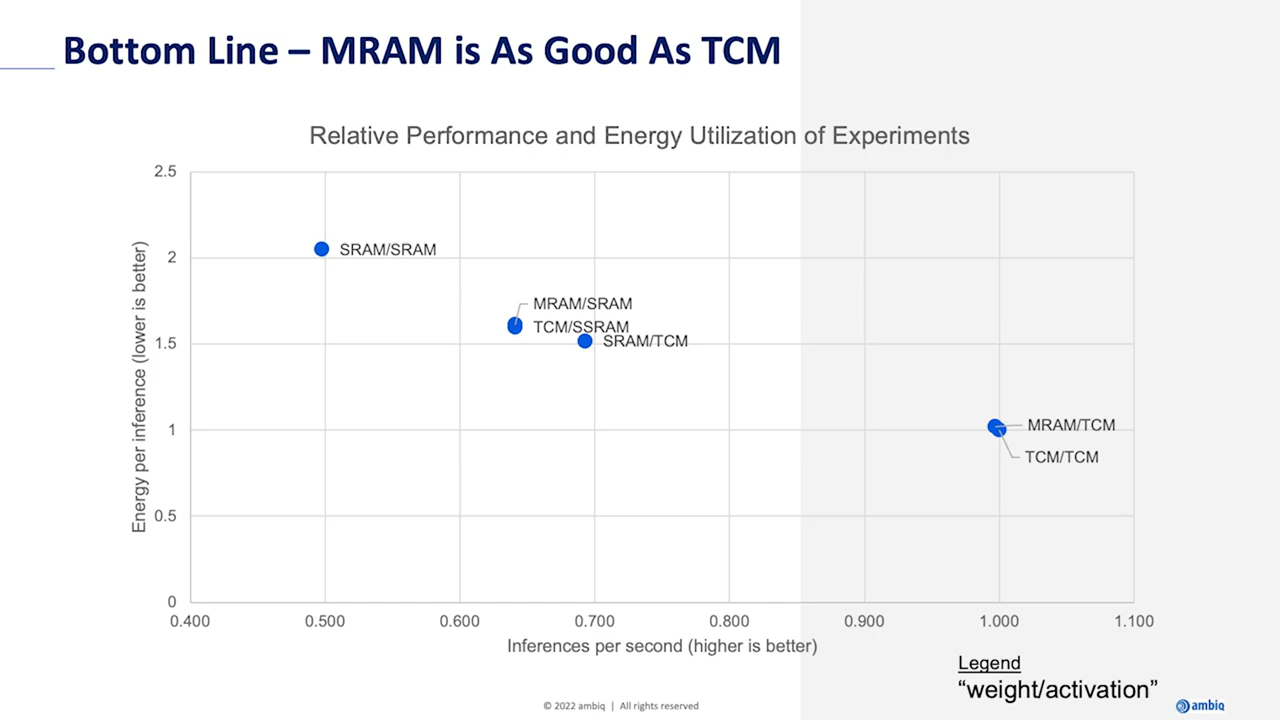 Bottom Line – MRAM is As Good As TCM
Relative Performance and Energy Utilization of Experiments
Energy per inference (lower is better)
2.5
2
1.5
1
0.5
0
SRAM/SRAM
MRAM/SRAM
TCM/SSRAM
SRAM/TCM
MRAM/TCM
TCM/TCM
0.400 0.500 0.600 0.700 0.800 0.900 1.000 1.100
Inferences per second (higher is better)
Legend
“weight/activation”
© 2022 ambiq | All rights reserved
ambiq